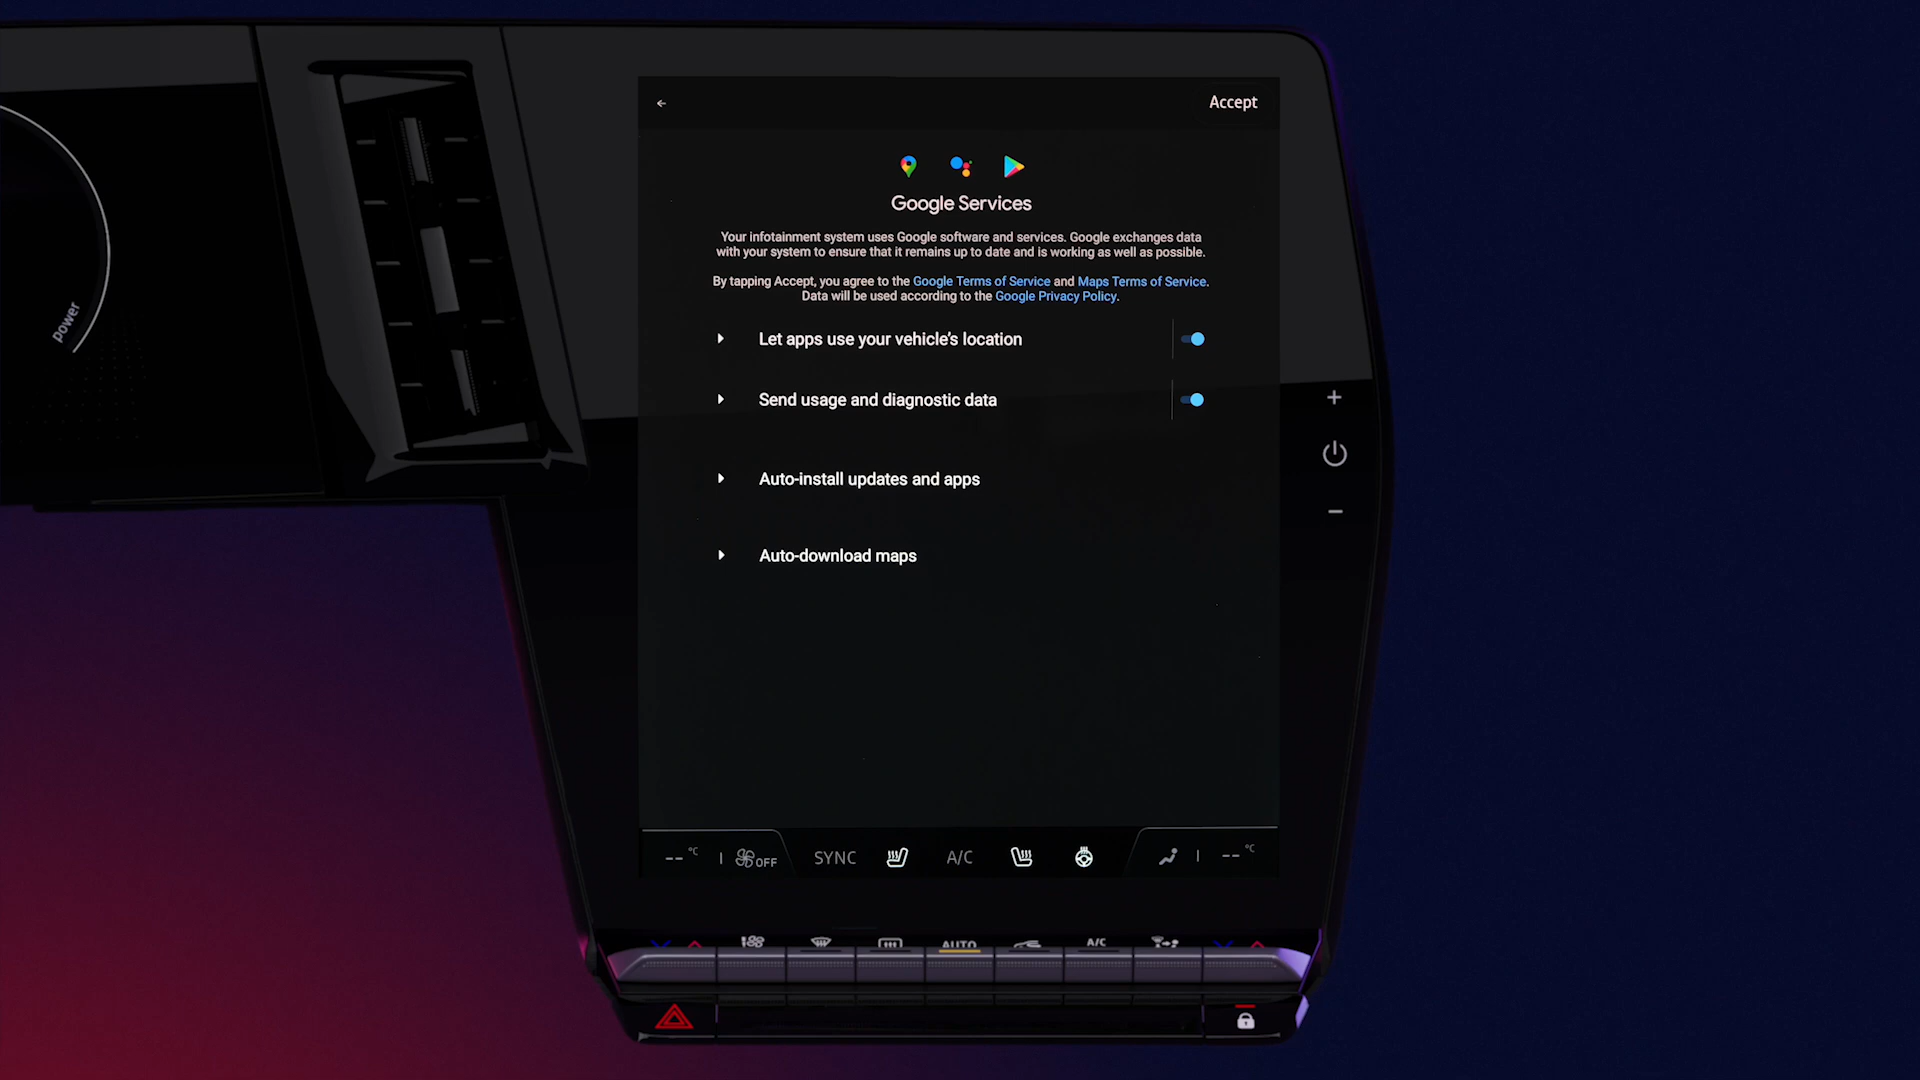 Accept
Google Services
Your infotainment system uses Google software and services. Google exchanges data
with your system to ensure that it remains up to date and is working as well as possible.
By tapping Accept, you agree to the Google Terms of Service and Maps Terms of Service.
Data will be used according to the Google Privacy Policy.
Let apps use your vehicle's location
Send usage and diagnostic data
Auto-install updates and apps
Auto-download maps
power
-- °C | OFF SYNC A/C | -- °C
AUTO A/C